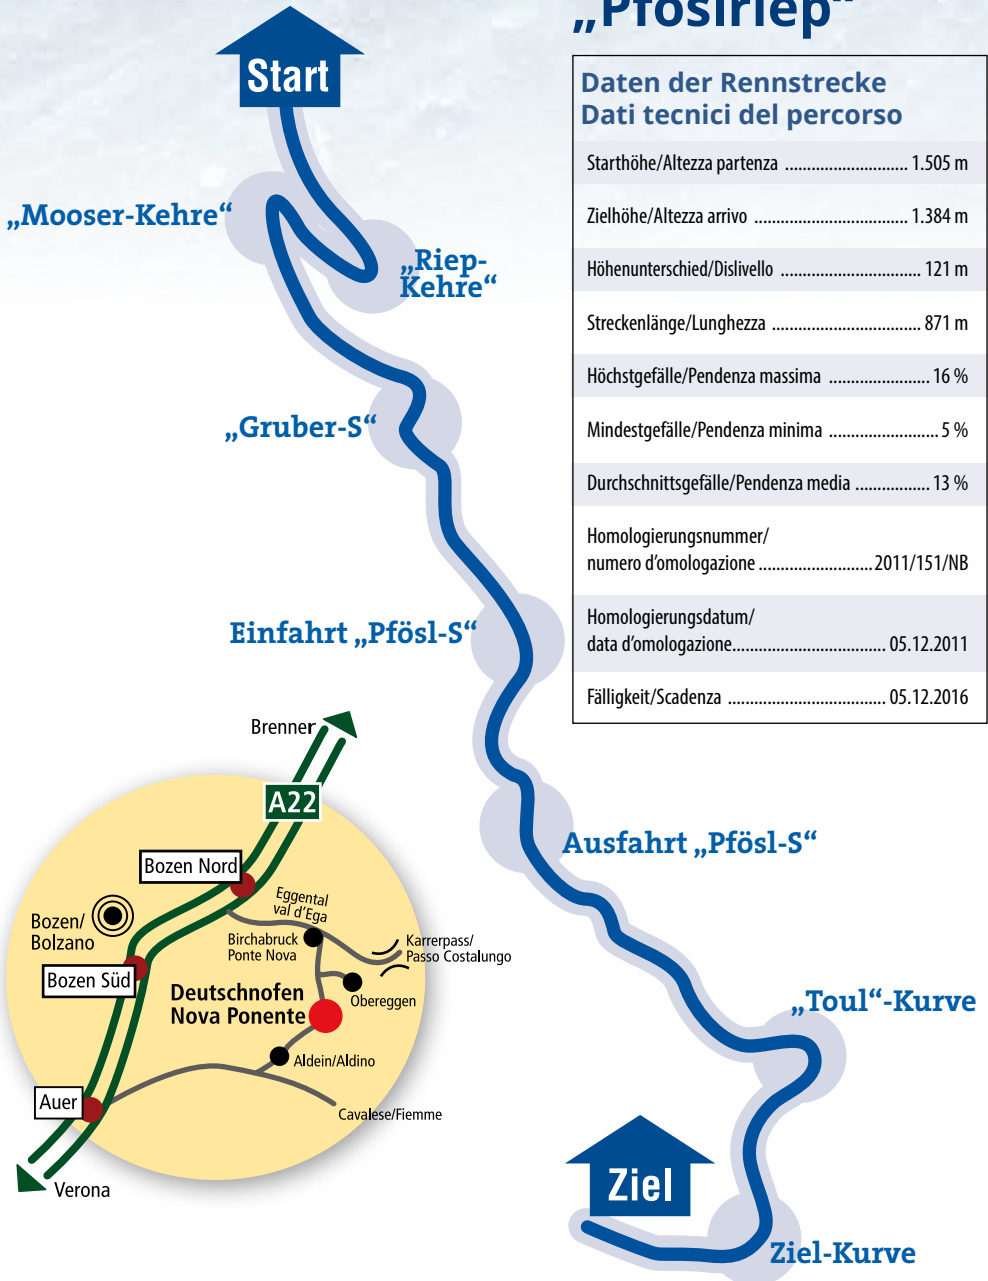 „Pföslriep“
Start
Daten der Rennstrecke
Dati tecnici del percorso
Starthöhe/Altezza partenza ............................ 1.505 m
Zielhöhe/Altezza arrivo ................................... 1.384 m
Höhenunterschied/Dislivello ................................. 121 m
Streckenlänge/Lunghezza ................................... 871 m
Höchstgefälle/Pendenza massima ........................ 16 %
Mindestgefälle/Pendenza minima .......................... 5 %
Durchschnittsgefälle/Pendenza media ................. 13 %
Homologierungsnummer/
numero d’omologazione ........................... 2011/151/NB
Homologierungsdatum/
data d’omologazione.................................... 05.12.2011
Fälligkeit/Scadenza ..................................... 05.12.2016
„Mooser-Kehre“
„Riep-
Kehre“
„Gruber-S“
Einfahrt „Pfösl-S“
Ausfahrt „Pfösl-S“
„Toul“-Kurve
Ziel
Ziel-Kurve
Brenner
A22
Bozen Nord
Bozen/
Bolzano
Eggental
val d’Ega
Birchabruck
Ponte Nova
Karrerpass/
Passo Costalungo
Bozen Süd
Deutschnofen
Nova Ponente
Obereggen
Aldein/Aldino
Auer
Cavalese/Fiemme
Verona